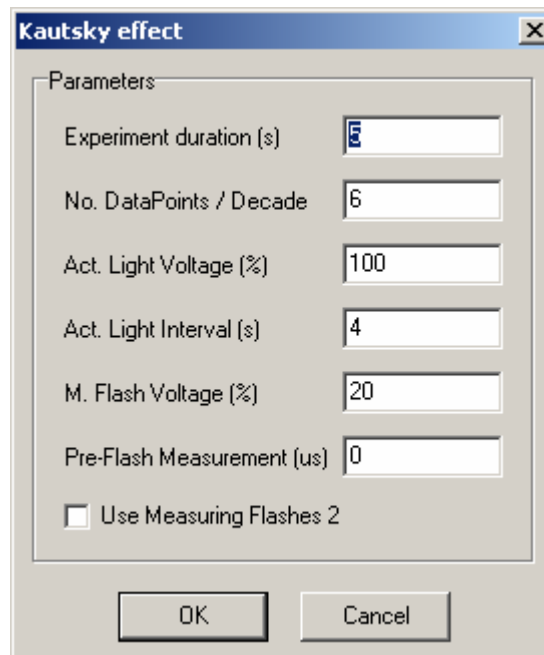 Kautsky effect
Parameters
Experiment duration (s) 5
No. DataPoints / Decade 6
Act. Light Voltage (%) 100
Act. Light Interval (s) 4
M. Flash Voltage (%) 20
Pre-Flash Measurement (us) 0
Use Measuring Flashes 2
OK Cancel